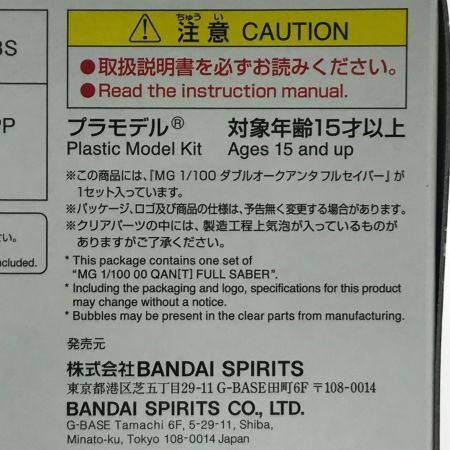 BS
PP
い。
ncluded.
ちゅう い
注意 CAUTION
●取扱説明書を必ずお読みください。
●Read the instruction manual.
プラモデル® 対象年齢15才以上
Plastic Model Kit Ages 15 and up
※この商品には、『MG 1/100 ダブルオークアンタ フルセイバー』が
1セット入っています。
※パッケージ、ロゴ及び商品の仕様は、予告無く変更する場合があります。
※クリアパーツの中には、製造工程上気泡が入っているものが
ありますがご了承ください。
* This package contains one set of
“MG 1/100 00 QAN[T] FULL SABER”.
* Including the packaging and logo, specifications for this product
may change without a notice.
* Bubbles may be present in the clear parts from manufacturing.
発売元
株式会社BANDAI SPIRITS
東京都港区芝五丁目29-11 G-BASE田町6F 〒108-0014
BANDAI SPIRITS CO., LTD.
G-BASE Tamachi 6F, 5-29-11, Shiba,
Minato-ku, Tokyo 108-0014 Japan